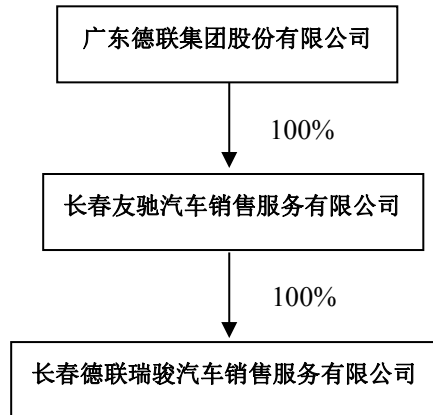 广东德联集团股份有限公司
100%
长春友驰汽车销售服务有限公司
100%
长春德联瑞骏汽车销售服务有限公司